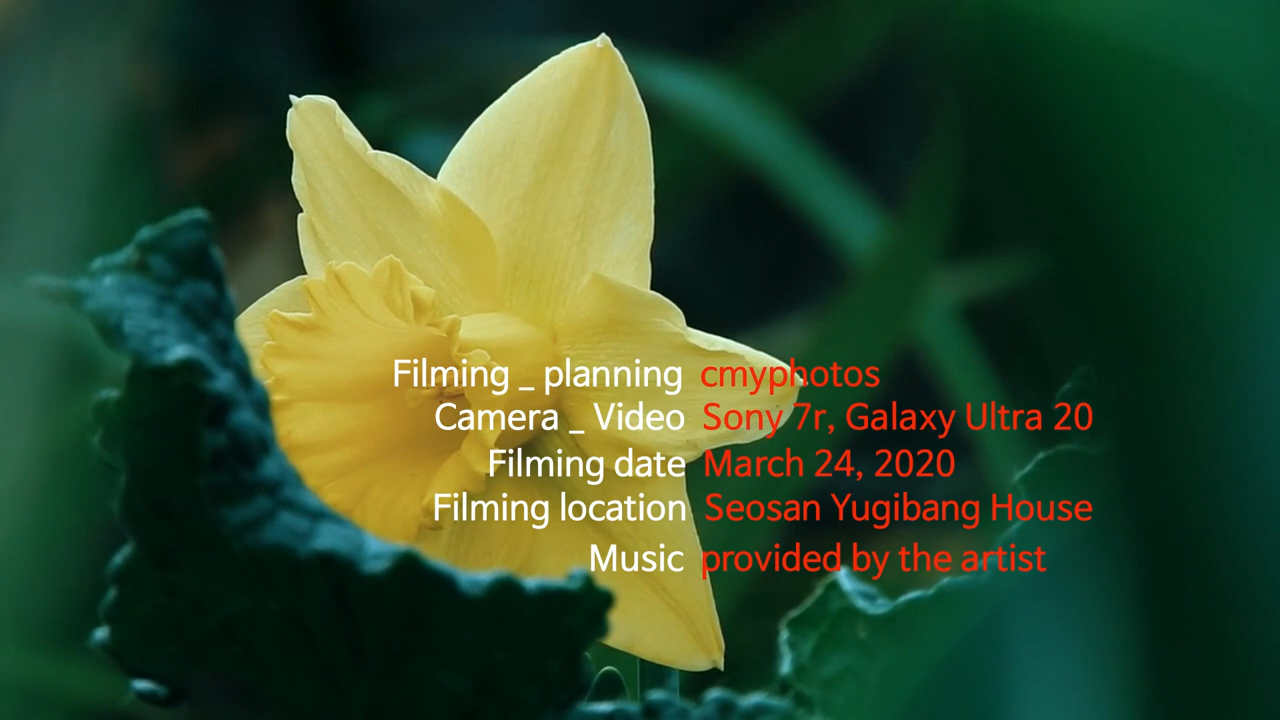 Filming _ planning cmyphotos
Camera _ Video Sony 7r, Galaxy Ultra 20
Filming date March 24, 2020
Filming location Seosan Yugibang House
Music provided by the artist